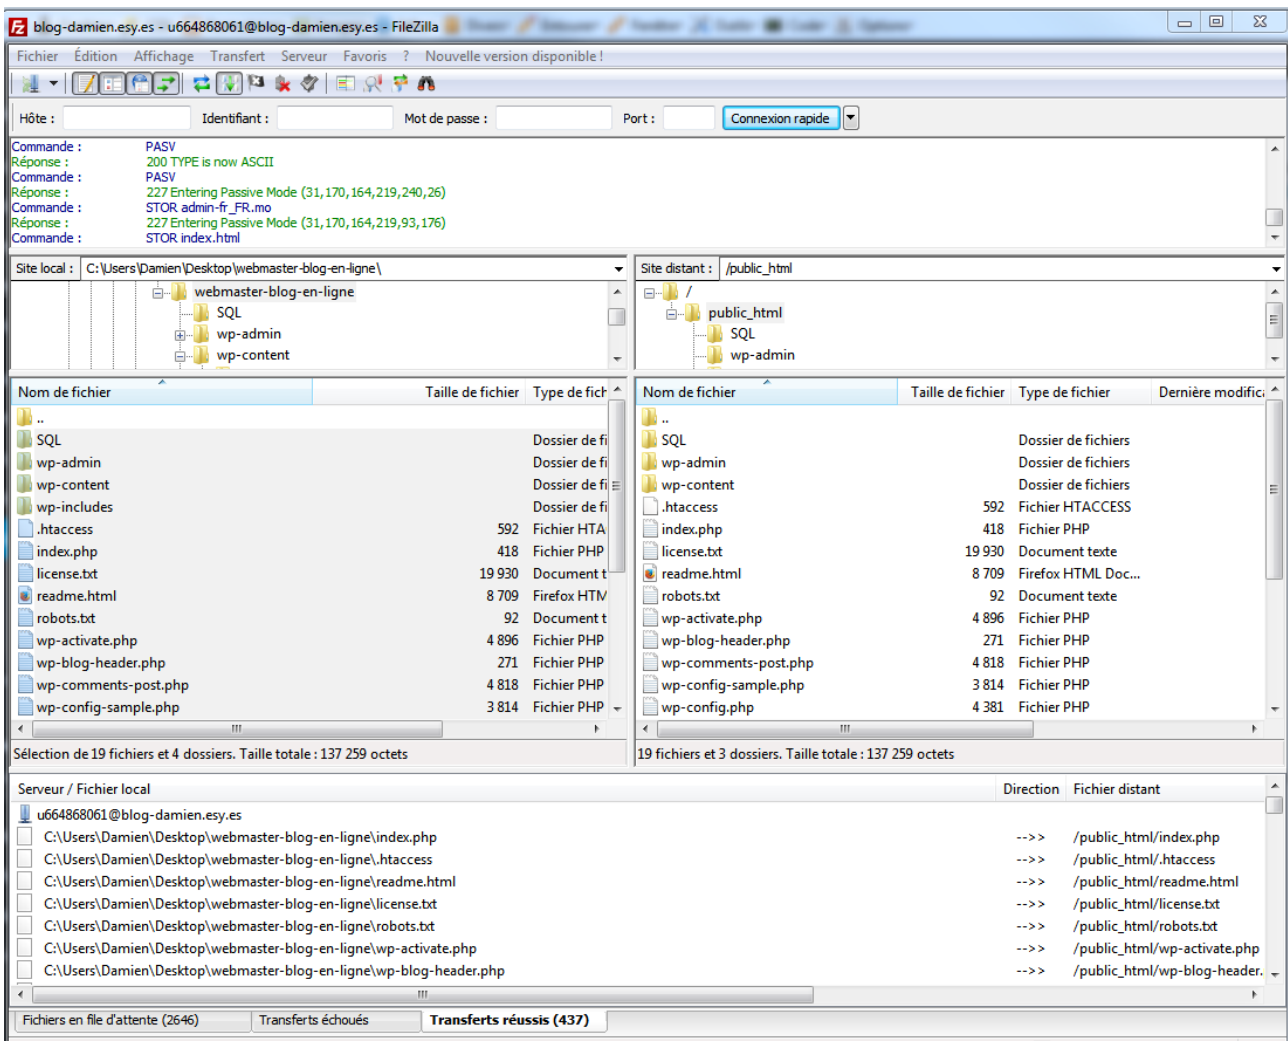 blog-damien.esy.es - u664868061@blog-damien.esy.es - FileZilla
Fichier Édition Affichage Transfert Serveur Favoris ? Nouvelle version disponible !
Hôte : Identifiant : Mot de passe : Port : Connexion rapide
Commande : PASV
Réponse : 200 TYPE is now ASCII
Commande : PASV
Réponse : 227 Entering Passive Mode (31,170,164,219,240,26)
Commande : STOR admin-fr_FR.mo
Réponse : 227 Entering Passive Mode (31,170,164,219,93,176)
Commande : STOR index.html
Site local : C:\Users\Damien\Desktop\webmaster-blog-en-ligne\
webmaster-blog-en-ligne
SQL
wp-admin
wp-content
Site distant : /public_html
/
public_html
SQL
wp-admin
Nom de fichier Taille de fichier Type de fich
..
SQL Dossier de fi
wp-admin Dossier de fi
wp-content Dossier de fi
wp-includes Dossier de fi
.htaccess 592 Fichier HTA
index.php 418 Fichier PHP
license.txt 19 930 Document t
readme.html 8 709 Firefox HTM
robots.txt 92 Document t
wp-activate.php 4 896 Fichier PHP
wp-blog-header.php 271 Fichier PHP
wp-comments-post.php 4 818 Fichier PHP
wp-config-sample.php 3 814 Fichier PHP
Sélection de 19 fichiers et 4 dossiers. Taille totale : 137 259 octets
Nom de fichier Taille de fichier Type de fichier Dernière modifica
..
SQL Dossier de fichiers
wp-admin Dossier de fichiers
wp-content Dossier de fichiers
.htaccess 592 Fichier HTACCESS
index.php 418 Fichier PHP
license.txt 19 930 Document texte
readme.html 8 709 Firefox HTML Doc...
robots.txt 92 Document texte
wp-activate.php 4 896 Fichier PHP
wp-blog-header.php 271 Fichier PHP
wp-comments-post.php 4 818 Fichier PHP
wp-config-sample.php 3 814 Fichier PHP
wp-config.php 4 381 Fichier PHP
19 fichiers et 3 dossiers. Taille totale : 137 259 octets
Serveur / Fichier local Direction Fichier distant
u664868061@blog-damien.esy.es
C:\Users\Damien\Desktop\webmaster-blog-en-ligne\index.php -->> /public_html/index.php
C:\Users\Damien\Desktop\webmaster-blog-en-ligne\.htaccess -->> /public_html/.htaccess
C:\Users\Damien\Desktop\webmaster-blog-en-ligne\readme.html -->> /public_html/readme.html
C:\Users\Damien\Desktop\webmaster-blog-en-ligne\license.txt -->> /public_html/license.txt
C:\Users\Damien\Desktop\webmaster-blog-en-ligne\robots.txt -->> /public_html/robots.txt
C:\Users\Damien\Desktop\webmaster-blog-en-ligne\wp-activate.php -->> /public_html/wp-activate.php
C:\Users\Damien\Desktop\webmaster-blog-en-ligne\wp-blog-header.php -->> /public_html/wp-blog-header.
Fichiers en file d'attente (2646) Transferts échoués Transferts réussis (437)